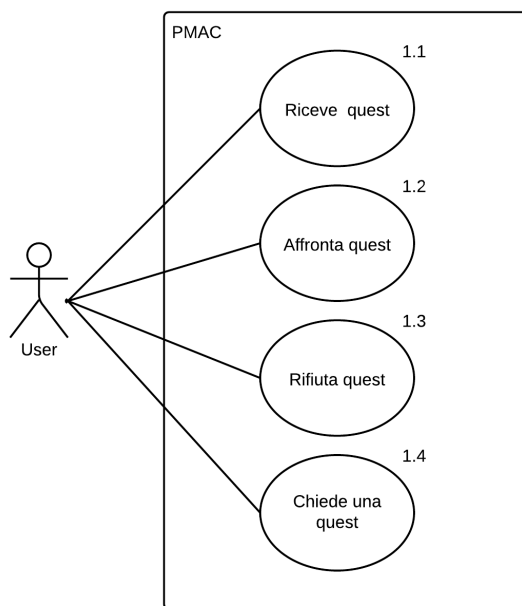 PMAC
1.1
Riceve quest
1.2
Affronta quest
1.3
Rifiuta quest
User
1.4
Chiede una
quest